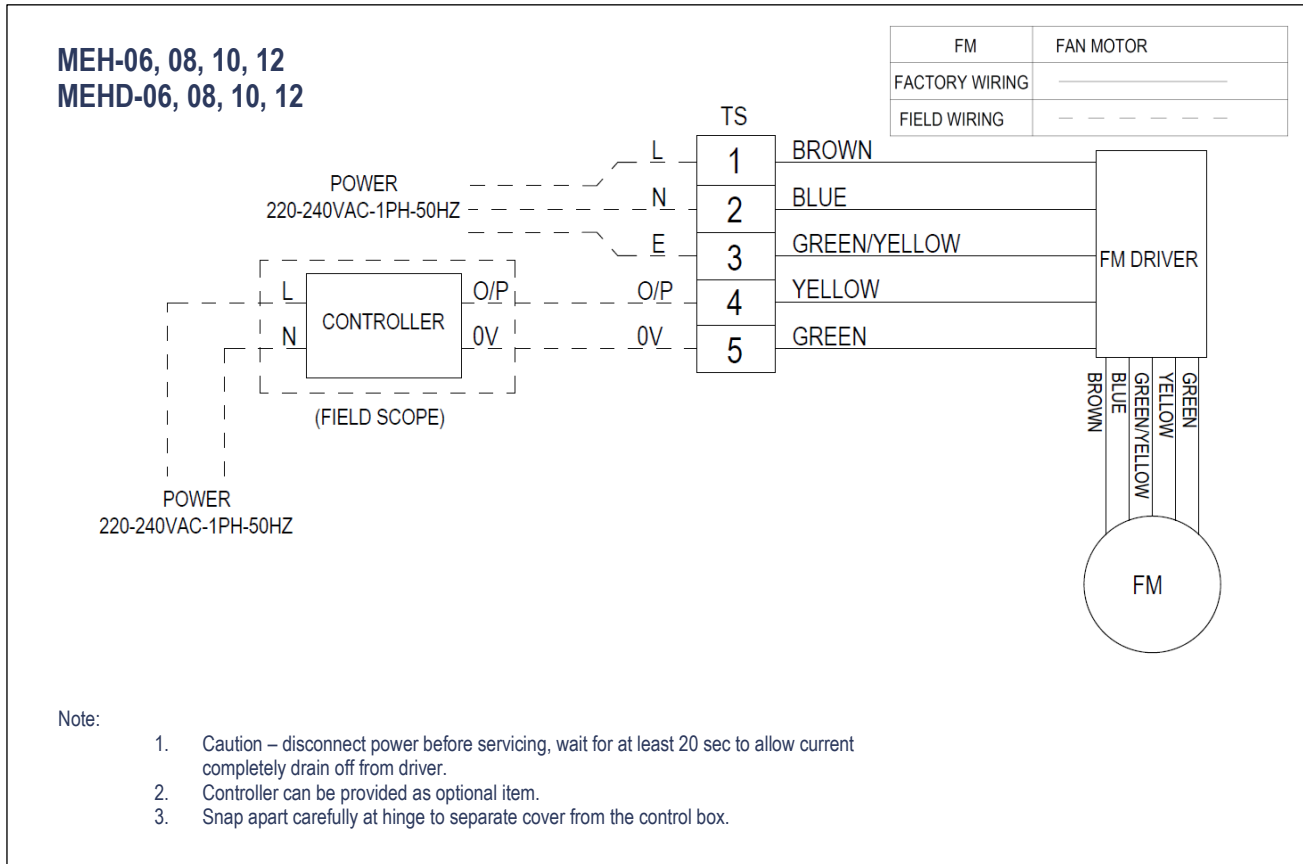 MEH-06, 08, 10, 12
MEHD-06, 08, 10, 12
FM FAN MOTOR
FACTORY WIRING
FIELD WIRING
TS
L 1 BROWN
POWER
220-240VAC-1PH-50HZ
N 2 BLUE
E 3 GREEN/YELLOW
FM DRIVER
L CONTROLLER O/P O/P 4 YELLOW
N 0V 0V 5 GREEN
(FIELD SCOPE)
BROWN
BLUE
GREEN/YELLOW
YELLOW
GREEN
POWER
220-240VAC-1PH-50HZ
FM
Note:
1. Caution – disconnect power before servicing, wait for at least 20 sec to allow current
completely drain off from driver.
2. Controller can be provided as optional item.
3. Snap apart carefully at hinge to separate cover from the control box.